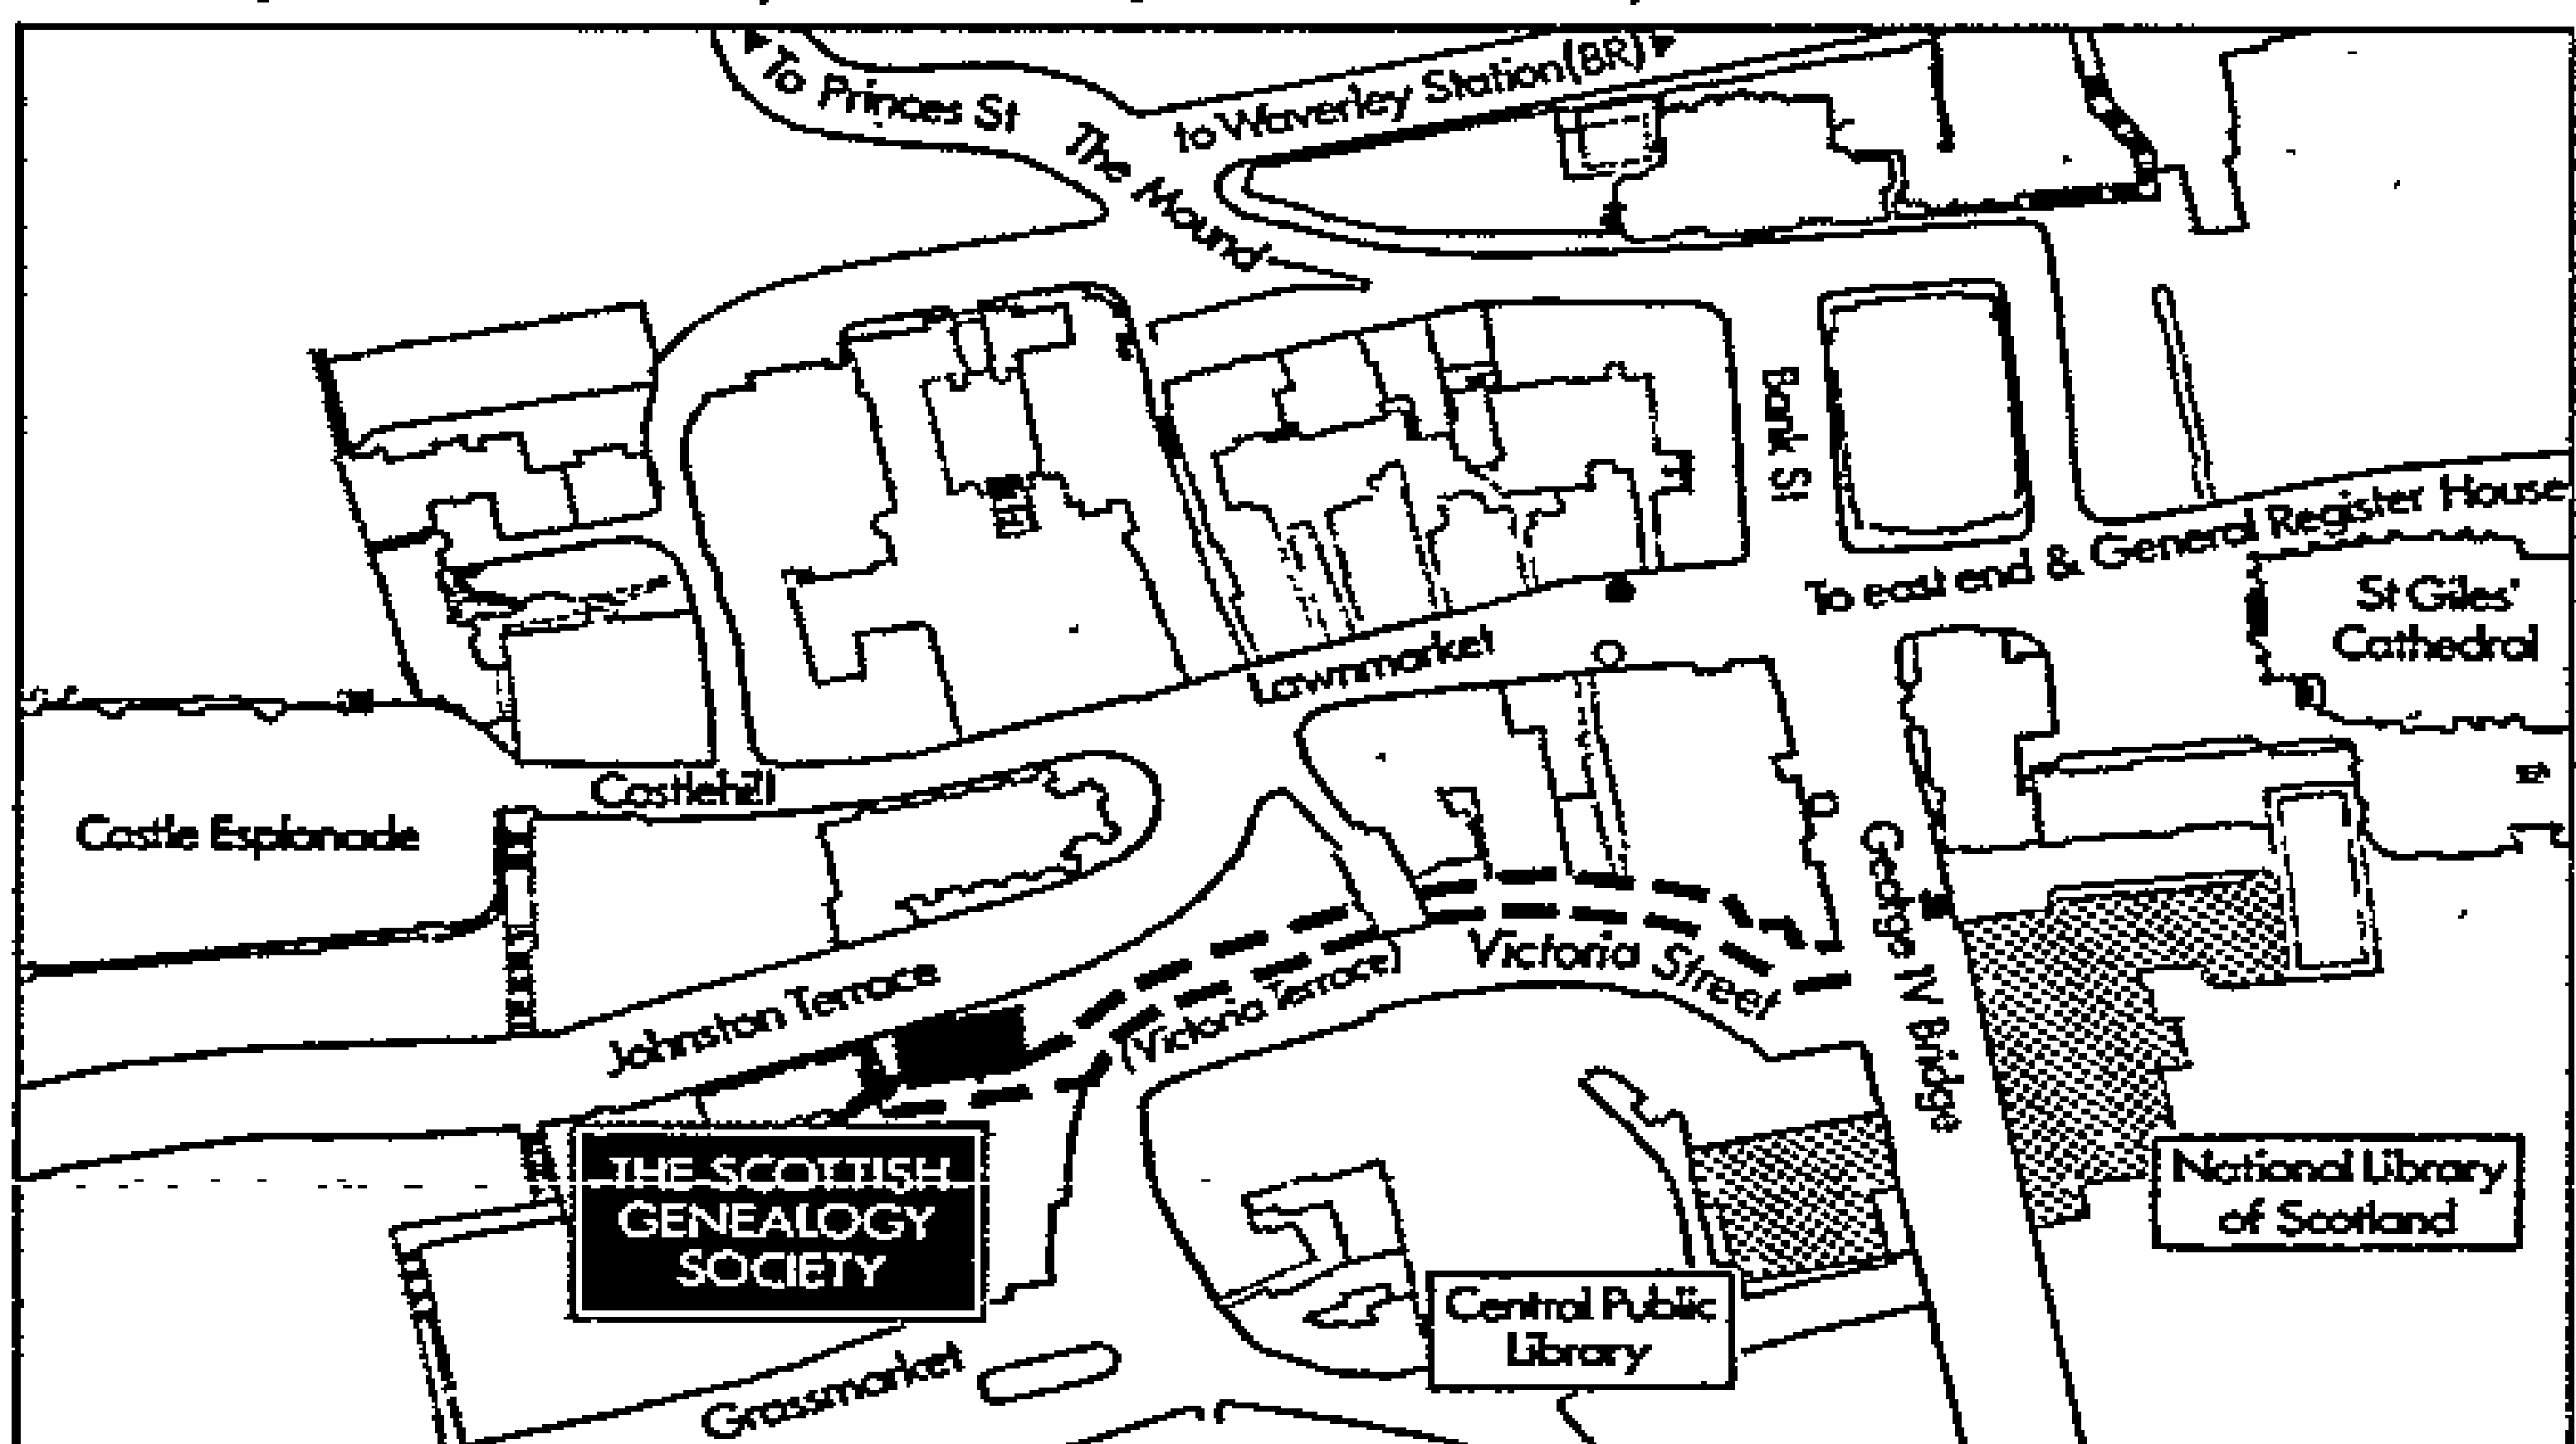 To Princes St
to Waverley Station (BR)
The Mound
Bank St
To east end & General Register House
St Giles'
Cathedral
Lawnmarket
Castlehill
Castle Esplanade
George IV Bridge
Victoria Street
(Victoria Terrace)
Johnston Terrace
THE SCOTTISH
GENEALOGY
SOCIETY
National Library
of Scotland
Central Public
Library
Grassmarket